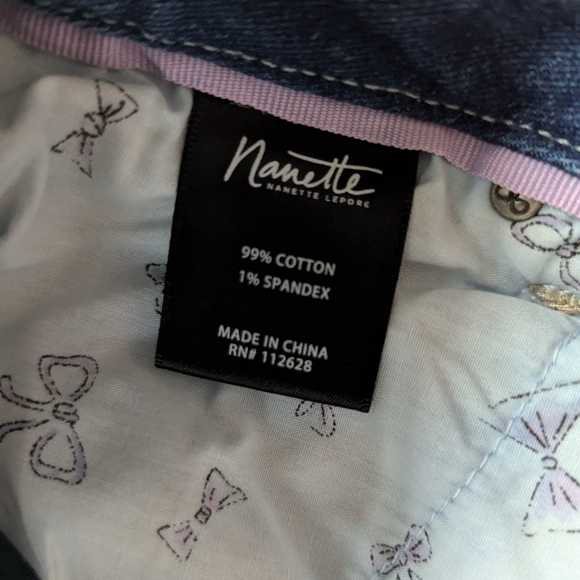 Nanette
NANETTE LEPORE
99% COTTON
1% SPANDEX
MADE IN CHINA
RN# 112628